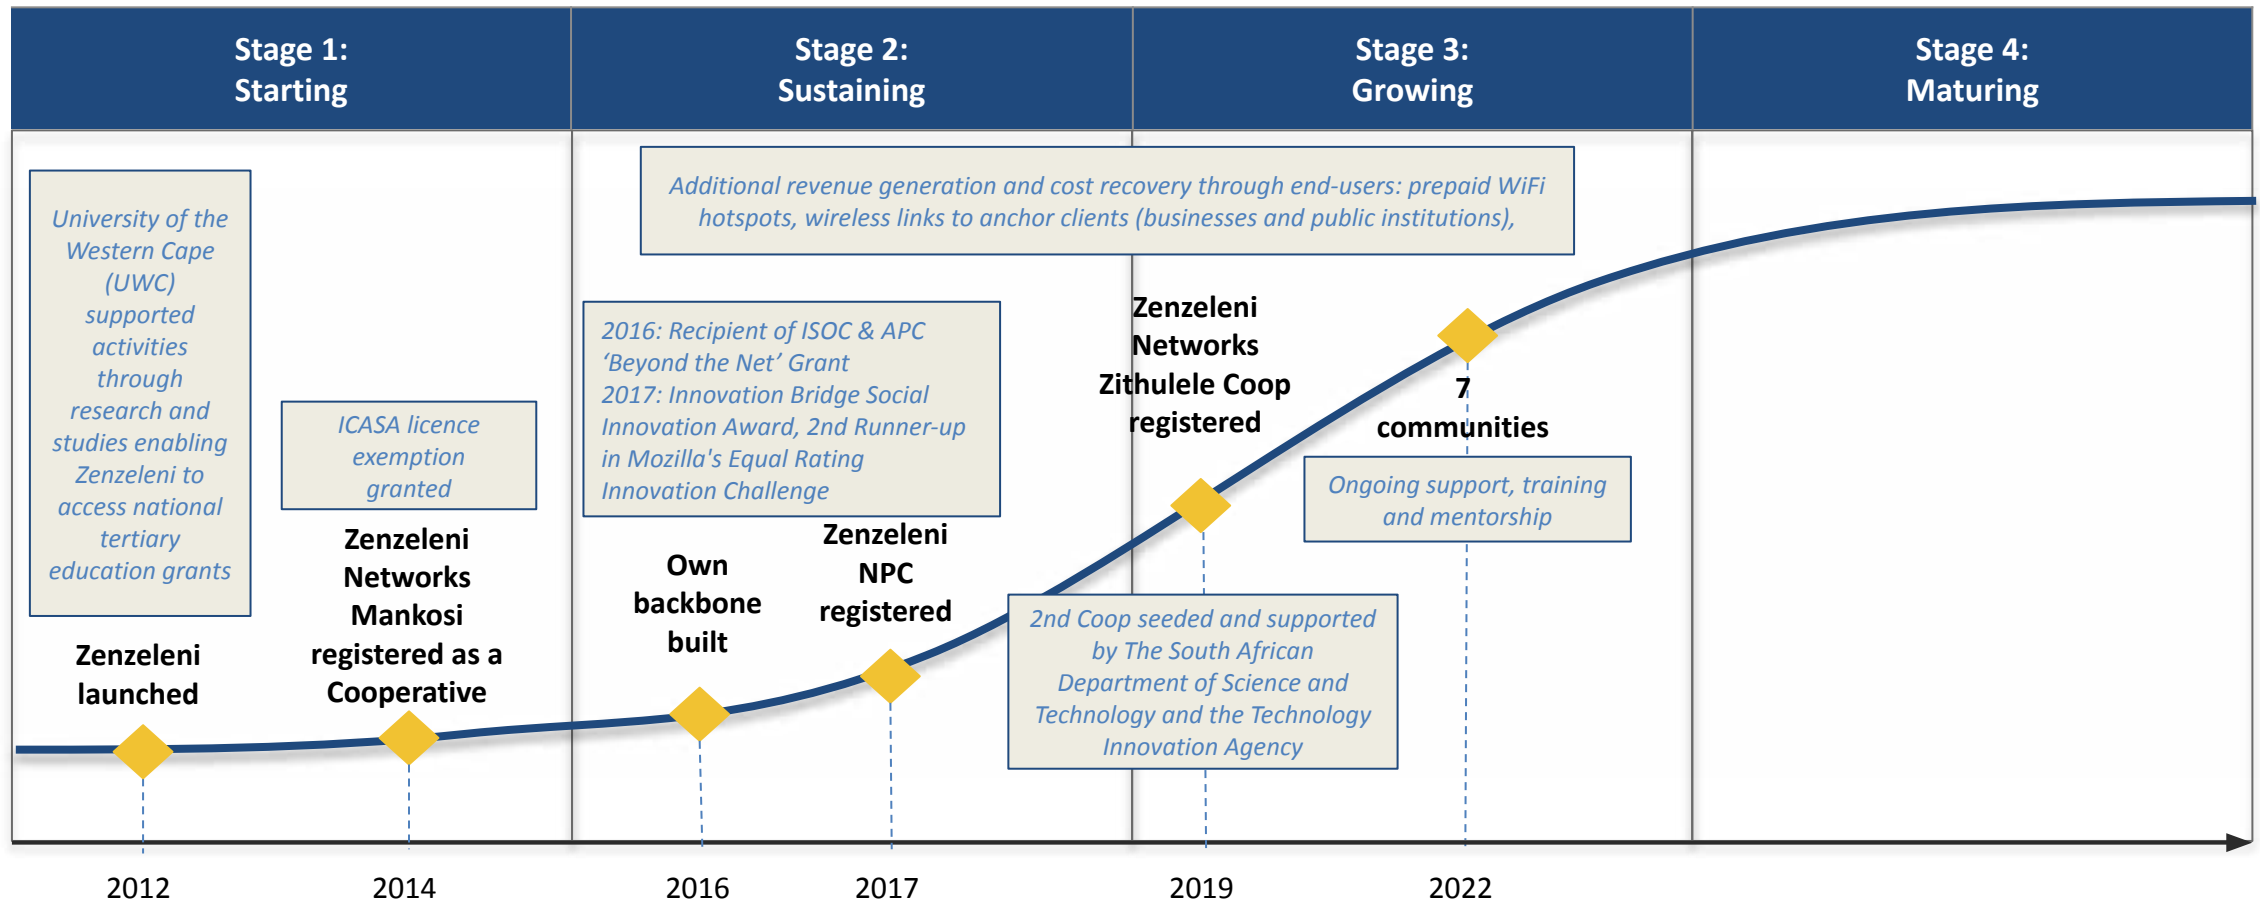 Stage 1:
Starting
Stage 2:
Sustaining
Stage 3:
Growing
Stage 4:
Maturing
University of the
Western Cape
(UWC)
supported
activities
through
research and
studies enabling
Zenzeleni to
access national
tertiary
education grants
Zenzeleni
launched
ICASA licence
exemption
granted
Zenzeleni
Networks
Mankosi
registered as a
Cooperative
Additional revenue generation and cost recovery through end-users: prepaid WiFi
hotspots, wireless links to anchor clients (businesses and public institutions),
2016: Recipient of ISOC & APC
‘Beyond the Net’ Grant
2017: Innovation Bridge Social
Innovation Award, 2nd Runner-up
in Mozilla's Equal Rating
Innovation Challenge
Own
backbone
built
Zenzeleni
NPC
registered
Zenzeleni
Networks
Zithulele Coop
registered
2nd Coop seeded and supported
by The South African
Department of Science and
Technology and the Technology
Innovation Agency
7
communities
Ongoing support, training
and mentorship
2012
2014
2016
2017
2019
2022